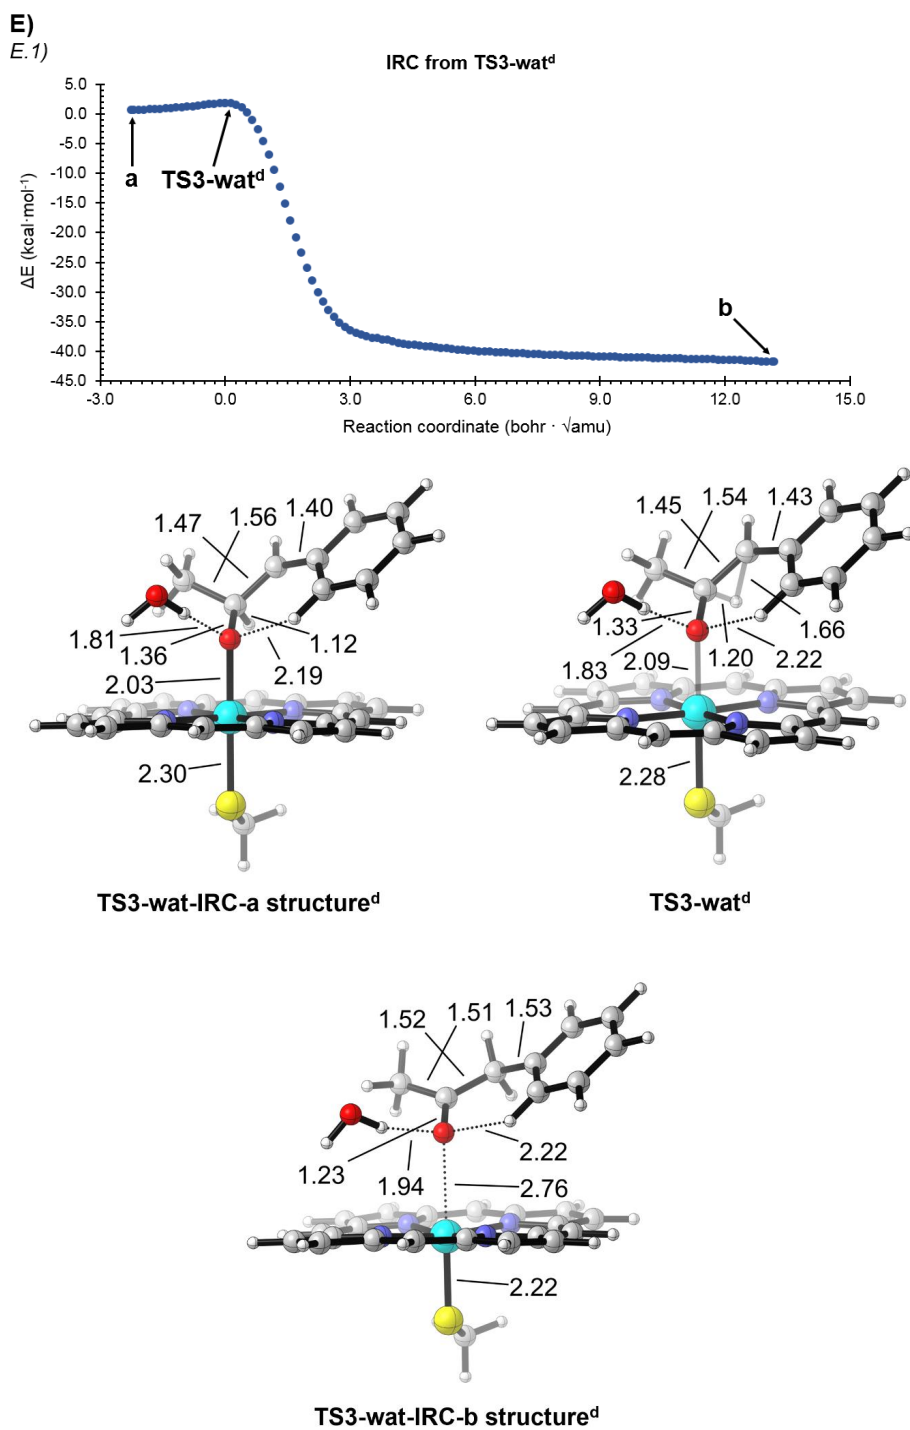 E)
E.1)
IRC from TS3-watᵈ
5.0
0.0
-5.0
-10.0
-15.0
-20.0
-25.0
-30.0
-35.0
-40.0
-45.0
ΔE (kcal·mol⁻¹)
a
TS3-watᵈ
b
-3.0 0.0 3.0 6.0 9.0 12.0 15.0
Reaction coordinate (bohr · √amu)
1.47 1.56 1.40
1.81 1.36 1.12
2.03 2.19
2.30
TS3-wat-IRC-a structureᵈ
1.45 1.54 1.43
1.33 1.66
1.83 2.09 1.20 2.22
2.28
TS3-watᵈ
1.52 1.51 1.53
1.23 1.94 2.22
2.76
2.22
TS3-wat-IRC-b structureᵈ